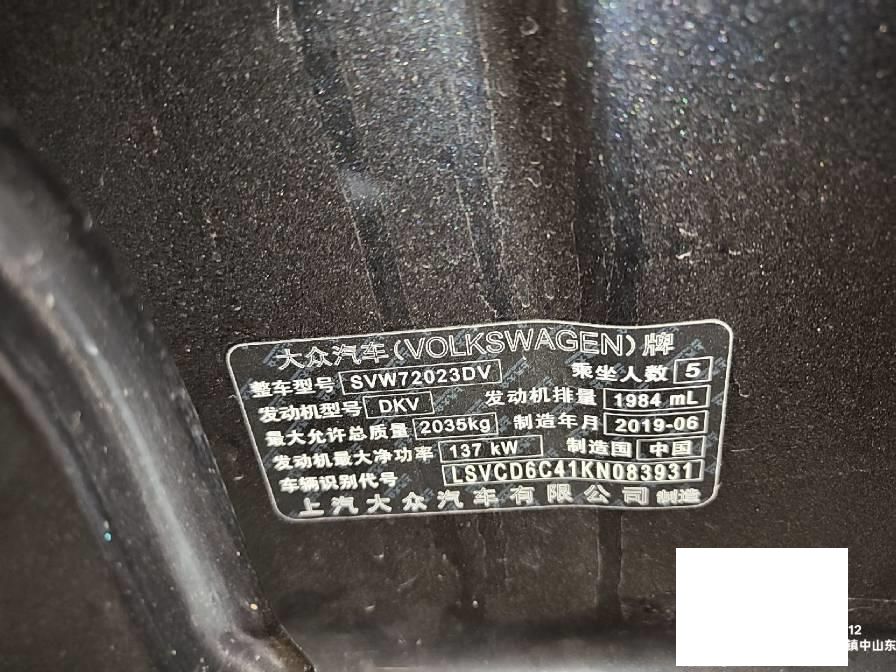 大众汽车(VOLKSWAGEN)牌
整车型号 SVW72023DV 乘坐人数 5
发动机型号 DKV 发动机排量 1984 mL
最大允许总质量 2035kg 制造年月 2019-06
发动机最大净功率 137 kW 制造国 中国
车辆识别代号 LSVCD6C41KN083931
上汽大众汽车有限公司 制造
12
镇中山东